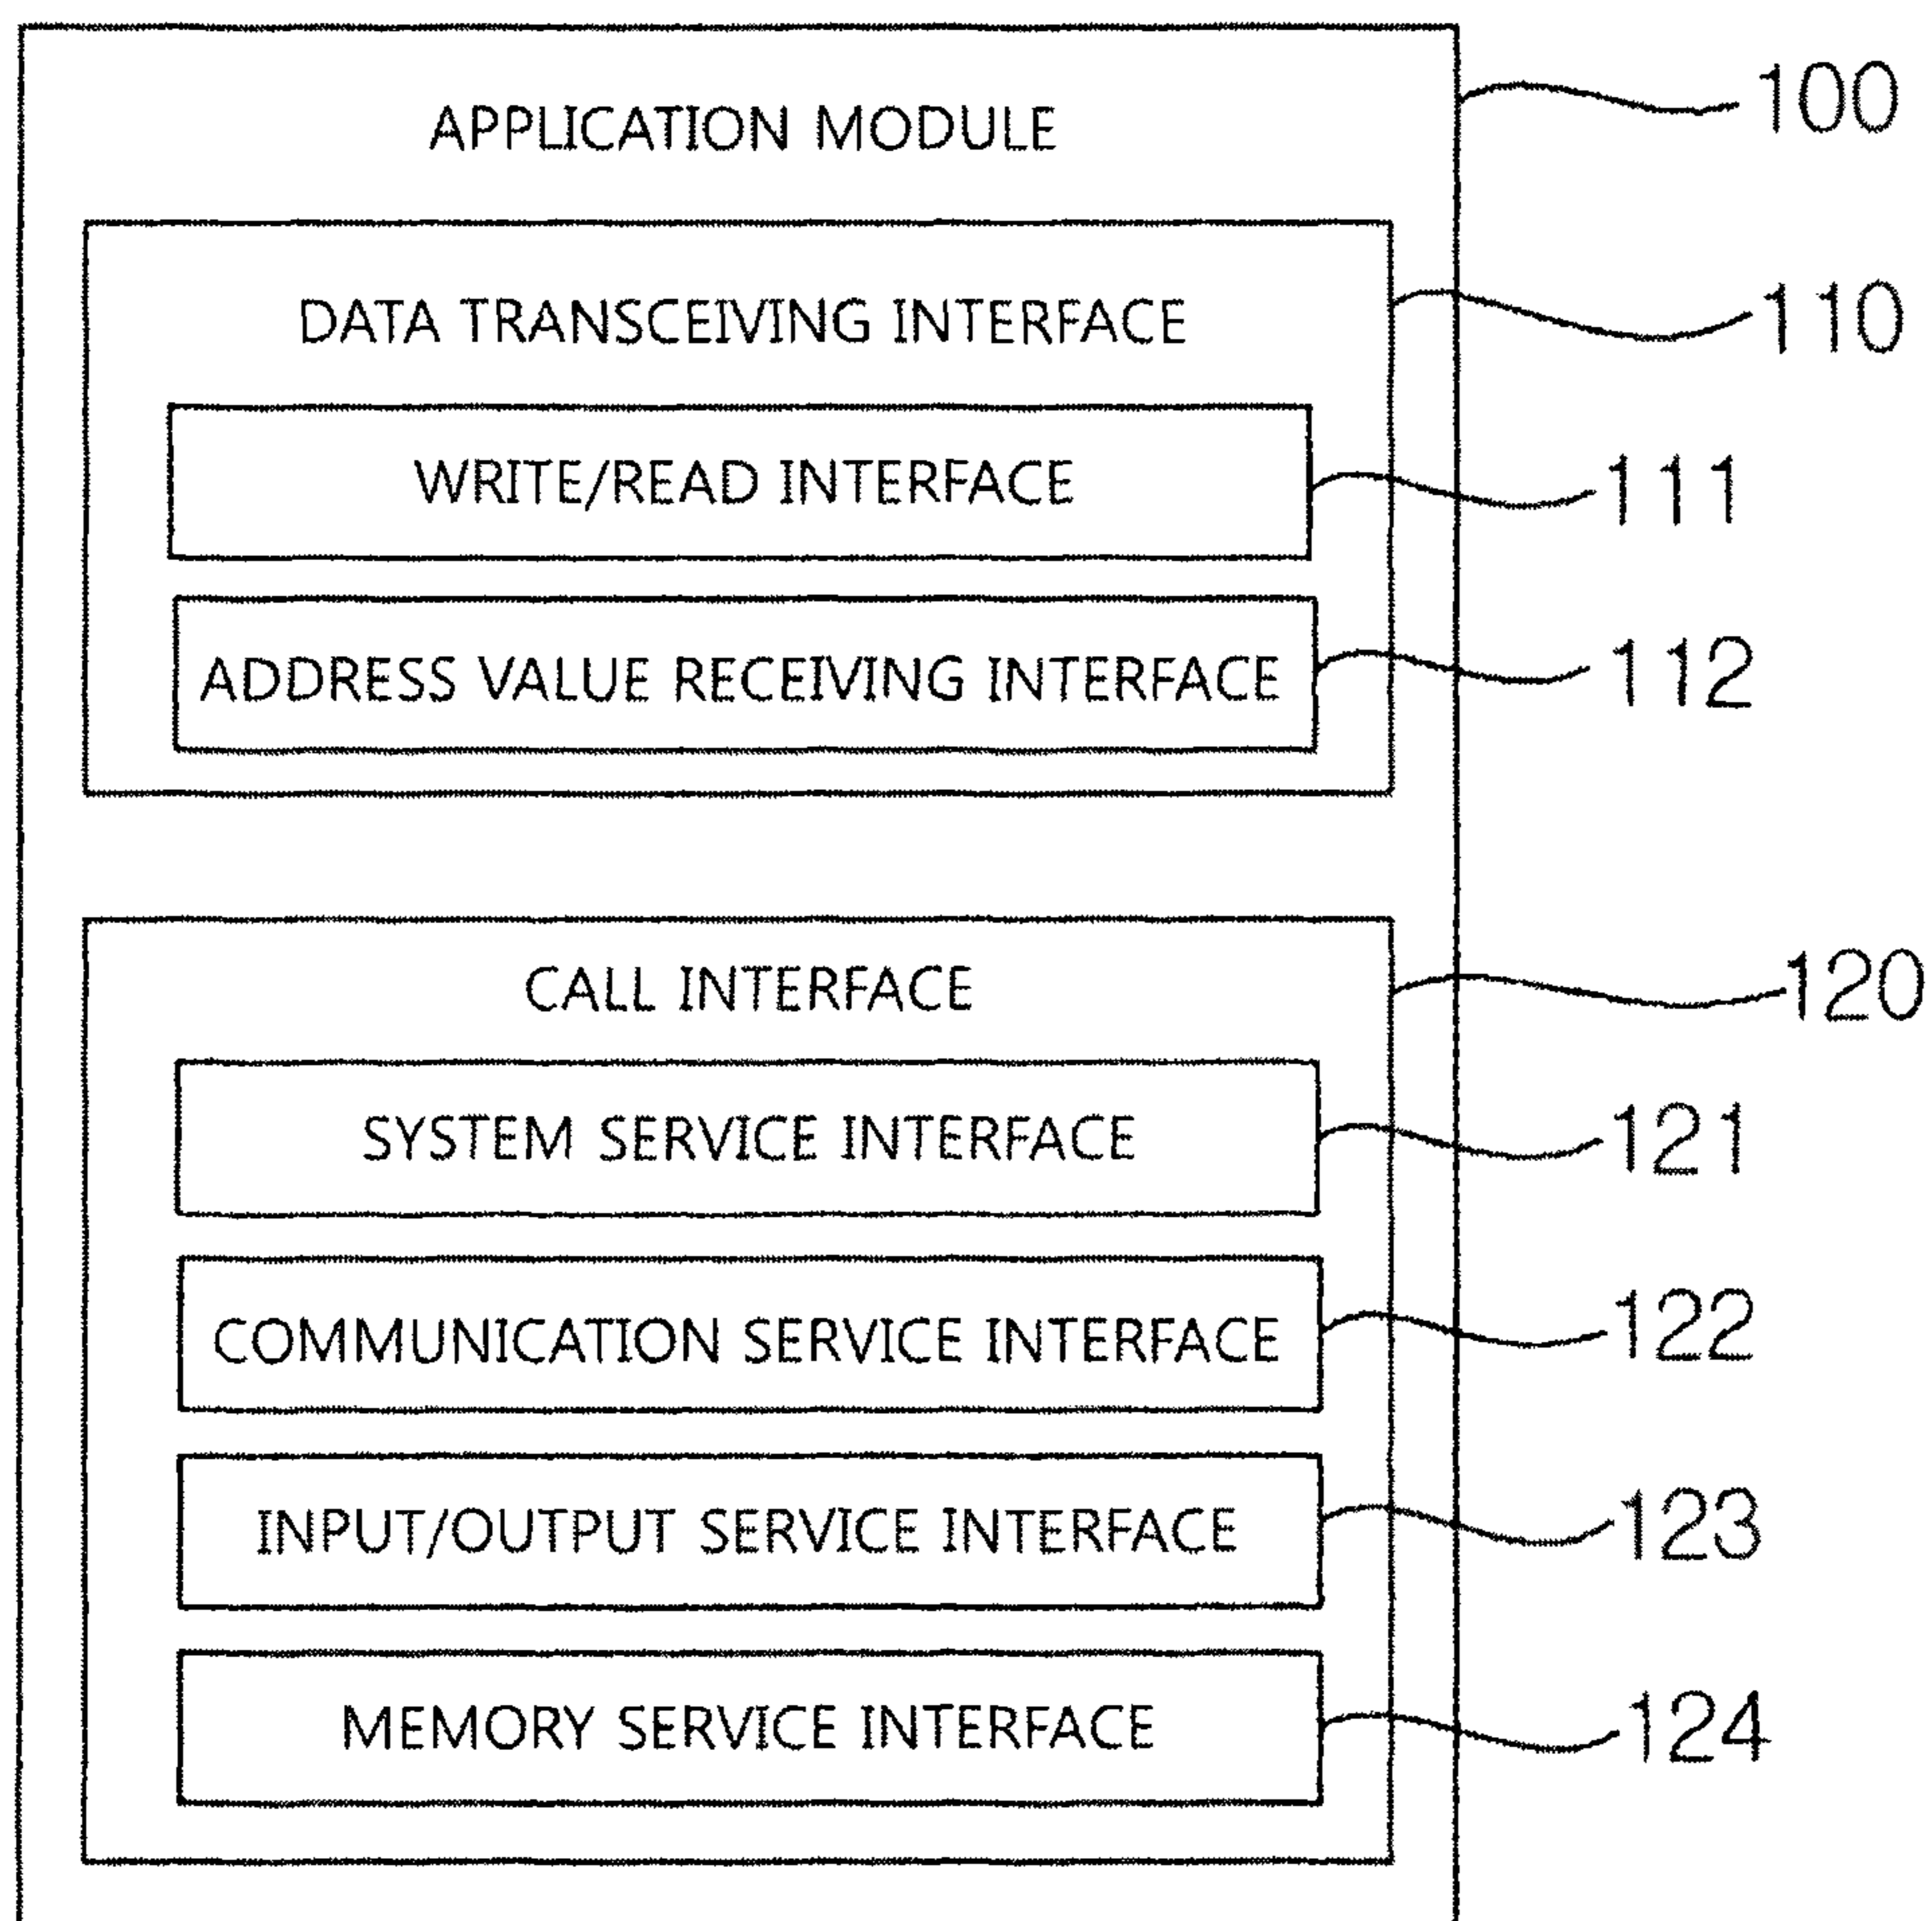 APPLICATION MODULE
100
DATA TRANSCEIVING INTERFACE
110
WRITE/READ INTERFACE
111
ADDRESS VALUE RECEIVING INTERFACE
112
CALL INTERFACE
120
SYSTEM SERVICE INTERFACE
121
COMMUNICATION SERVICE INTERFACE
122
INPUT/OUTPUT SERVICE INTERFACE
123
MEMORY SERVICE INTERFACE
124